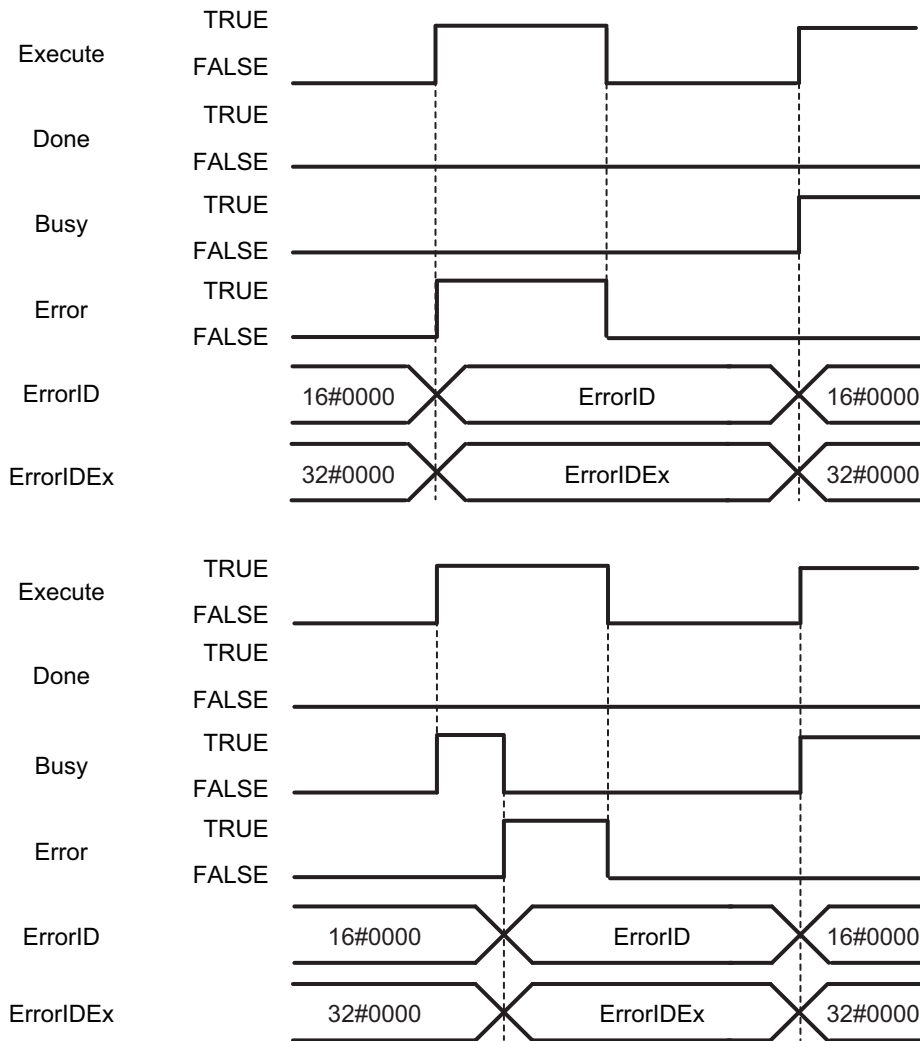 TRUE
Execute
FALSE
TRUE
Done
FALSE
TRUE
Busy
FALSE
TRUE
Error
FALSE
ErrorID 16#0000 ErrorID 16#0000
ErrorIDEx 32#0000 ErrorIDEx 32#0000
TRUE
Execute
FALSE
TRUE
Done
FALSE
TRUE
Busy
FALSE
TRUE
Error
FALSE
ErrorID 16#0000 ErrorID 16#0000
ErrorIDEx 32#0000 ErrorIDEx 32#0000